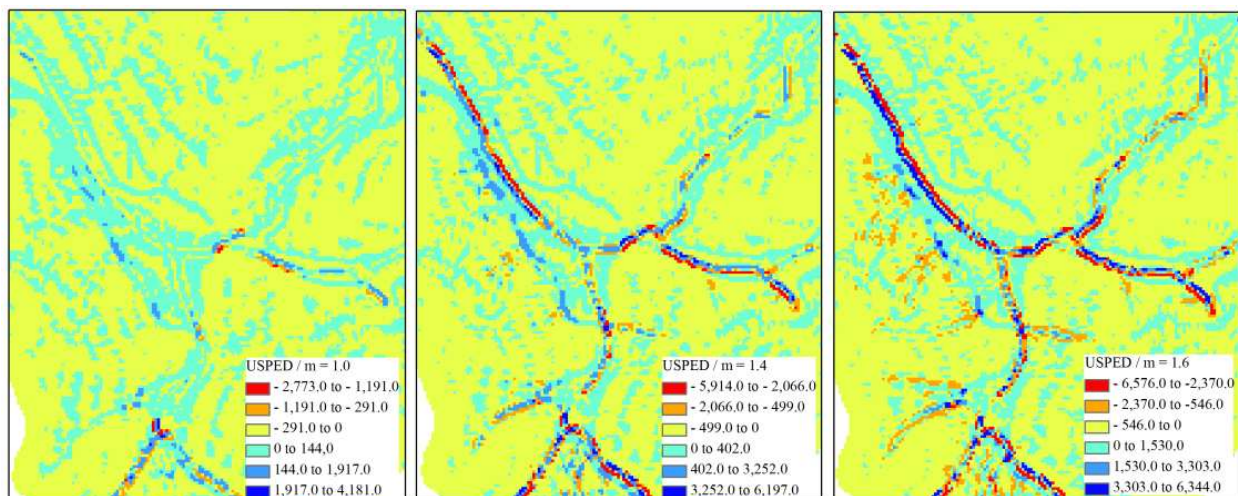 USPED / m = 1.0
- 2,773.0 to - 1,191.0
- 1,191.0 to - 291.0
- 291.0 to 0
0 to 144,0
144.0 to 1,917.0
1,917.0 to 4,181.0
USPED / m = 1.4
- 5,914.0 to - 2,066.0
- 2,066.0 to - 499.0
- 499.0 to 0
0 to 402.0
402.0 to 3,252.0
3,252.0 to 6,197.0
USPED / m = 1.6
- 6,576.0 to -2,370.0
- 2,370.0 to -546.0
- 546.0 to 0
0 to 1,530.0
1,530.0 to 3,303.0
3,303.0 to 6,344.0